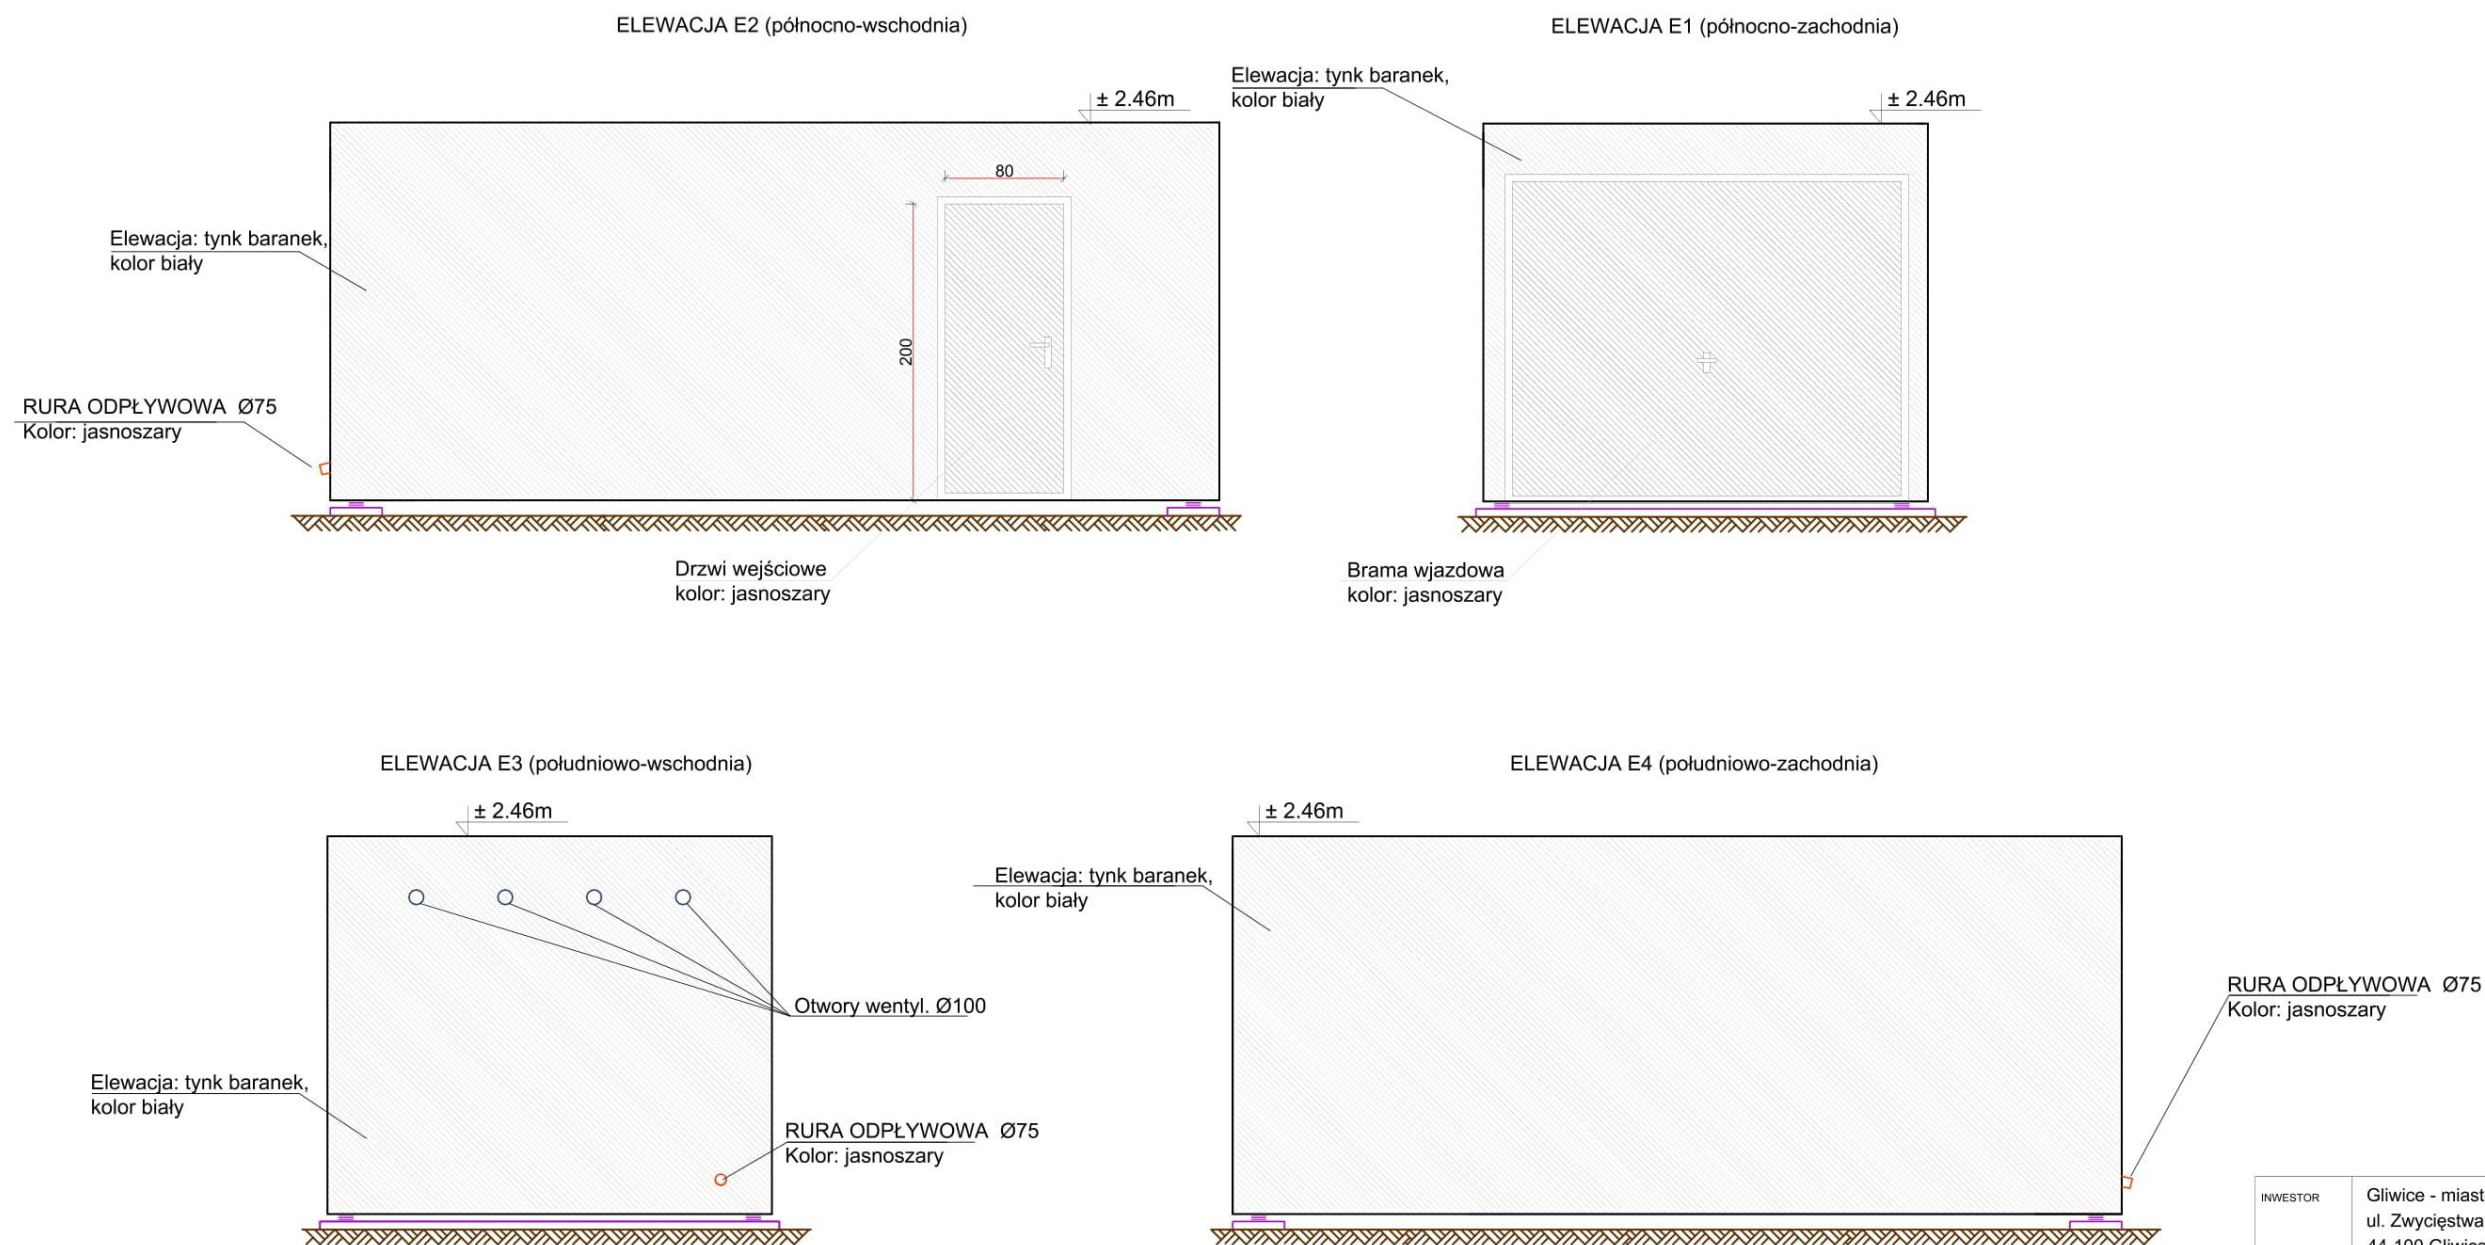 ELEWACJA E2 (północno-wschodnia)
± 2.46m
80
200
Elewacja: tynk baranek,
kolor biały
RURA ODPŁYWOWA Ø75
Kolor: jasnoszary
Drzwi wejściowe
kolor: jasnoszary
ELEWACJA E1 (północno-zachodnia)
Elewacja: tynk baranek,
kolor biały
± 2.46m
Brama wjazdowa
kolor: jasnoszary
ELEWACJA E3 (południowo-wschodnia)
± 2.46m
Otwory wentyl. Ø100
Elewacja: tynk baranek,
kolor biały
RURA ODPŁYWOWA Ø75
Kolor: jasnoszary
ELEWACJA E4 (południowo-zachodnia)
± 2.46m
Elewacja: tynk baranek,
kolor biały
RURA ODPŁYWOWA Ø75
Kolor: jasnoszary
INWESTOR
Gliwice - miast
ul. Zwycięstwa